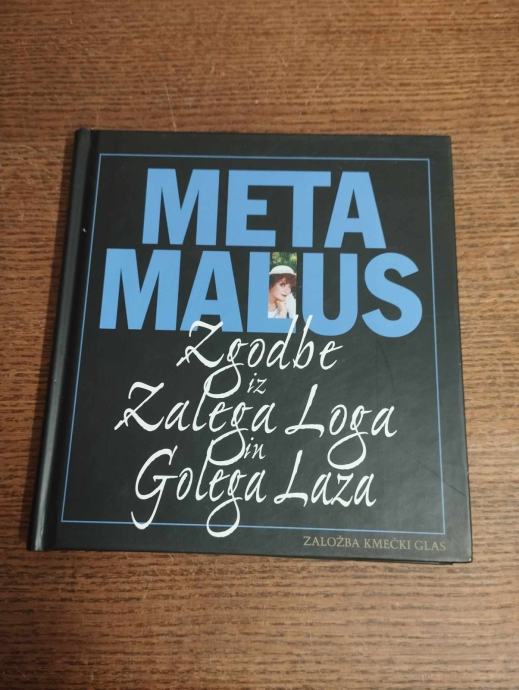 META
MALUS
Zgodbe
iz
Zalega Loga
in
Golega Laza
ZALOŽBA KMEČKI GLAS